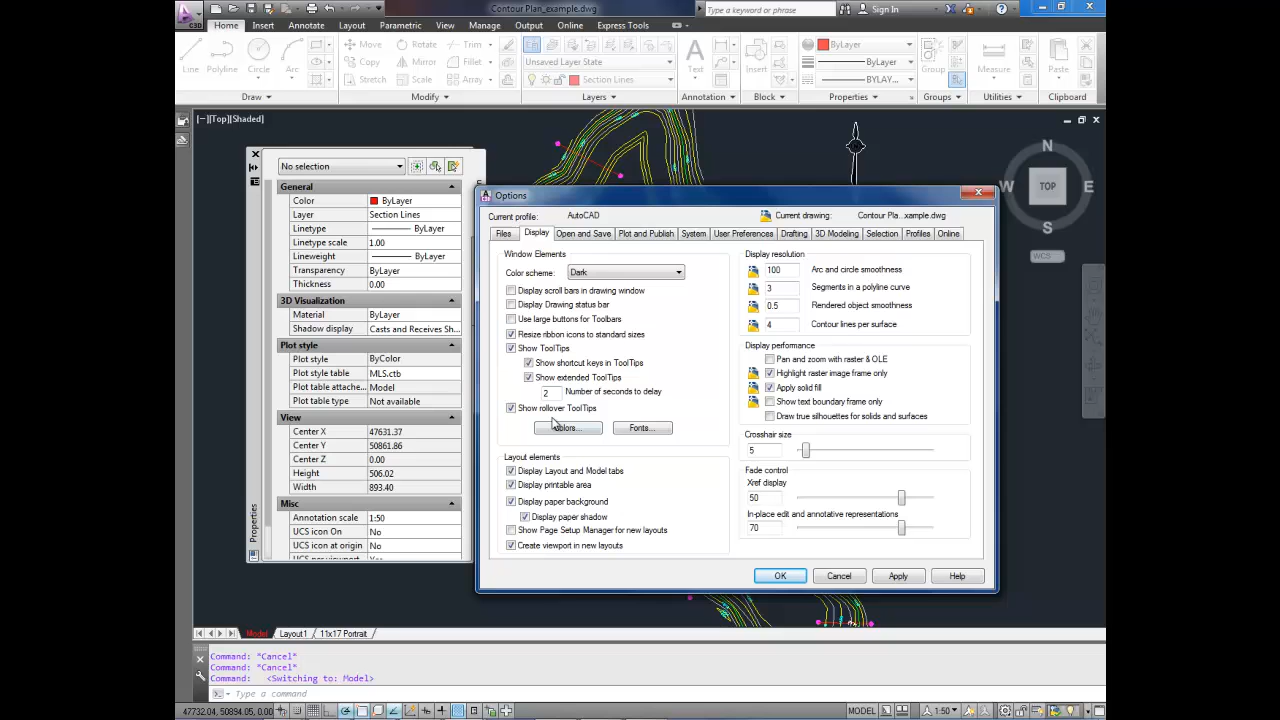 Contour Plan_example.dwg
Type a keyword or phrase
Sign In
C3D
Home Insert Annotate Layout Parametric View Manage Output Online Express Tools
Line Polyline Circle Arc
Move Rotate Trim
Copy Mirror Fillet
Stretch Scale Array
Unsaved Layer State
Section Lines
Text
Insert
ByLayer
ByLayer
BYLAY...
Group
Measure
Paste
Draw Modify Layers Annotation Block Properties Groups Utilities Clipboard
[−][Top][Shaded]
N
W TOP E
S
WCS
No selection
General
Color ByLayer
Layer Section Lines
Linetype ByLayer
Linetype scale 1.00
Lineweight ByLayer
Transparency ByLayer
Thickness 0.00
3D Visualization
Material ByLayer
Shadow display Casts and Receives Sh...
Plot style
Plot style ByColor
Plot style table MLS.ctb
Plot table attache... Model
Plot table type Not available
View
Center X 47631.37
Center Y 50861.86
Center Z 0.00
Height 506.02
Width 893.40
Misc
Annotation scale 1:50
UCS icon On No
UCS icon at origin No
UCS per viewport Yes
Properties
Options
Current profile: AutoCAD Current drawing: Contour Pla...xample.dwg
Files Display Open and Save Plot and Publish System User Preferences Drafting 3D Modeling Selection Profiles Online
Window Elements
Color scheme: Dark
Display scroll bars in drawing window
Display Drawing status bar
Use large buttons for Toolbars
Resize ribbon icons to standard sizes
Show ToolTips
Show shortcut keys in ToolTips
Show extended ToolTips
2 Number of seconds to delay
Show rollover ToolTips
Colors... Fonts...
Layout elements
Display Layout and Model tabs
Display printable area
Display paper background
Display paper shadow
Show Page Setup Manager for new layouts
Create viewport in new layouts
Display resolution
100 Arc and circle smoothness
3 Segments in a polyline curve
0.5 Rendered object smoothness
4 Contour lines per surface
Display performance
Pan and zoom with raster & OLE
Highlight raster image frame only
Apply solid fill
Show text boundary frame only
Draw true silhouettes for solids and surfaces
Crosshair size
5
Fade control
Xref display
50
In-place edit and annotative representations
70
OK Cancel Apply Help
Model Layout1 11x17 Portrait
Command: *Cancel*
Command: *Cancel*
Command: <Switching to: Model>
Type a command
47732.04, 50894.05, 0.00
MODEL 1:50